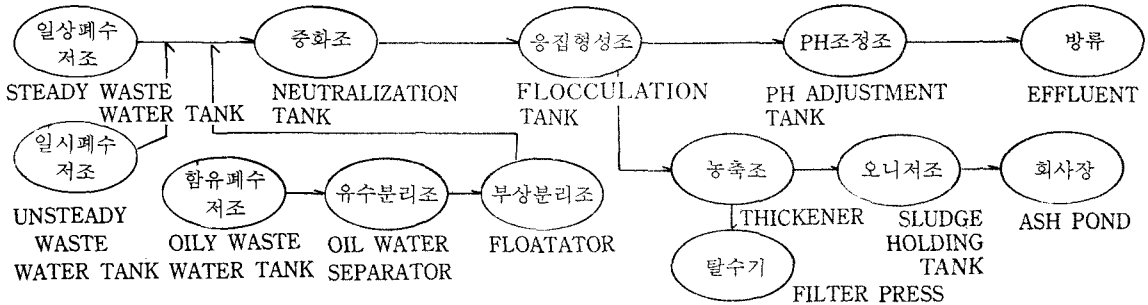 일상폐수
저조
STEADY WASTE
WATER TANK
중화조
NEUTRALIZATION
TANK
응집형성조
FLOCCULATION
TANK
PH조정조
PH ADJUSTMENT
TANK
방류
EFFLUENT
일시폐수
저조
UNSTEADY
WASTE
WATER TANK
함유폐수
저조
OILY WASTE
WATER TANK
유수분리조
OIL WATER
SEPARATOR
부상분리조
FLOATATOR
농축조
THICKENER
오니저조
SLUDGE
HOLDING
TANK
회사장
ASH POND
탈수기
FILTER PRESS